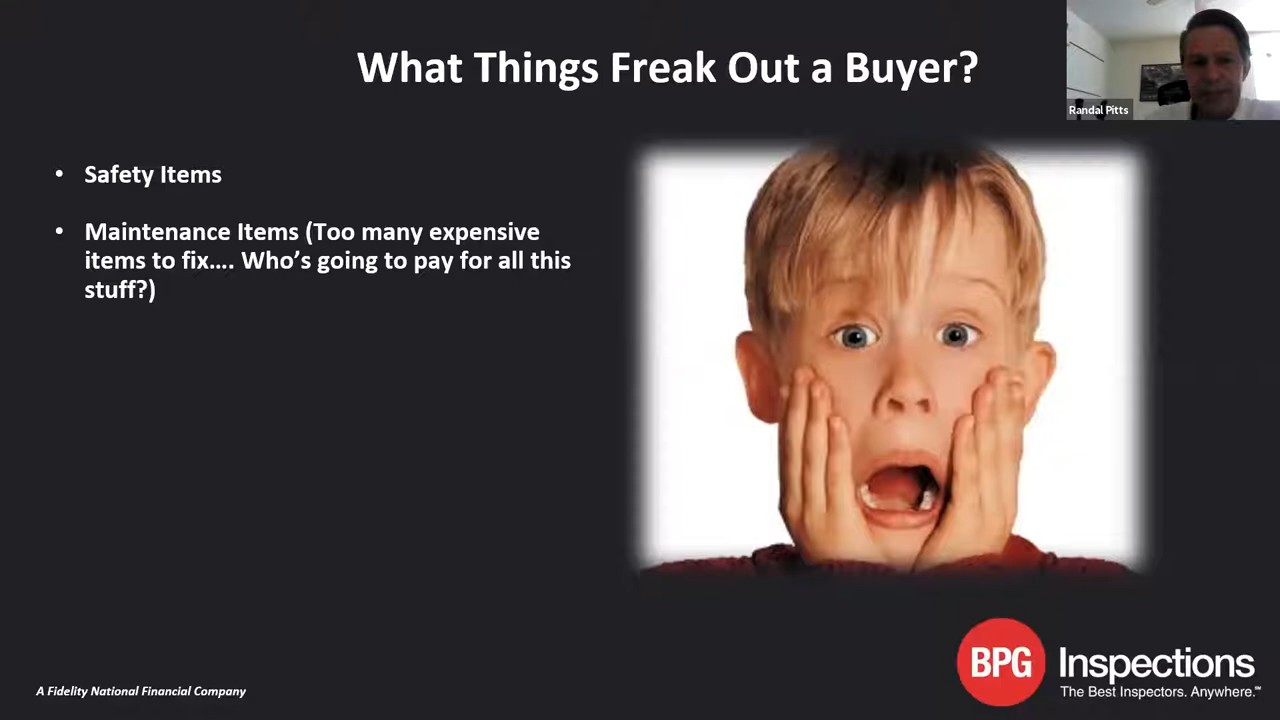 What Things Freak Out a Buyer?
Randal Pitts
• Safety Items
• Maintenance Items (Too many expensive
items to fix…. Who’s going to pay for all this
stuff?)
A Fidelity National Financial Company
BPG Inspections
The Best Inspectors. Anywhere.℠